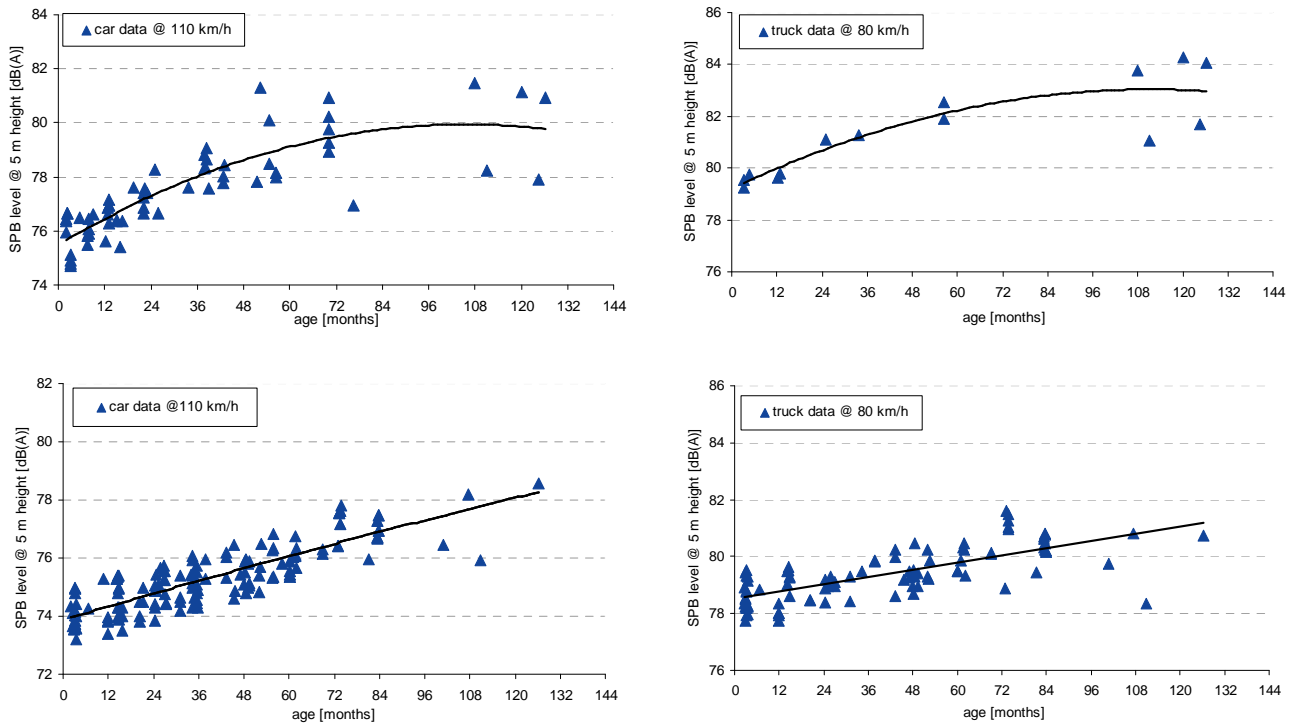 car data @ 110 km/h
SPB level @ 5 m height [dB(A)]
84
82
80
78
76
74
0 12 24 36 48 60 72 84 96 108 120 132 144
age [months]
truck data @ 80 km/h
SPB level @ 5 m height [dB(A)]
86
84
82
80
78
76
0 12 24 36 48 60 72 84 96 108 120 132 144
age [months]
car data @110 km/h
SPB level @ 5 m height [dB(A)]
82
80
78
76
74
72
0 12 24 36 48 60 72 84 96 108 120 132 144
age [months]
truck data @ 80 km/h
SPB level @ 5 m height [dB(A)]
86
84
82
80
78
76
0 12 24 36 48 60 72 84 96 108 120 132 144
age [months]